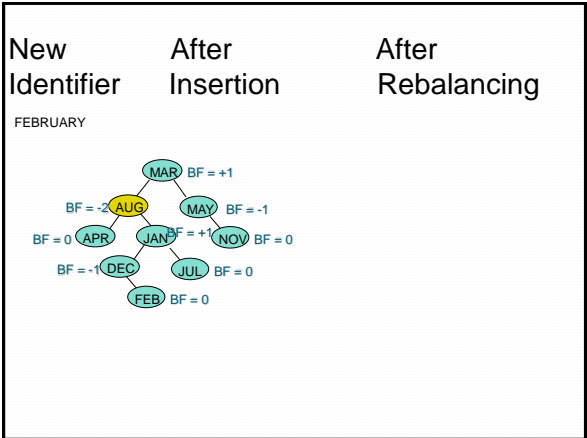 New After After
Identifier Insertion Rebalancing
FEBRUARY
MAR BF = +1
BF = -2 AUG MAY BF = -1
BF = 0 APR JAN BF = +1 NOV BF = 0
BF = -1 DEC JUL BF = 0
FEB BF = 0